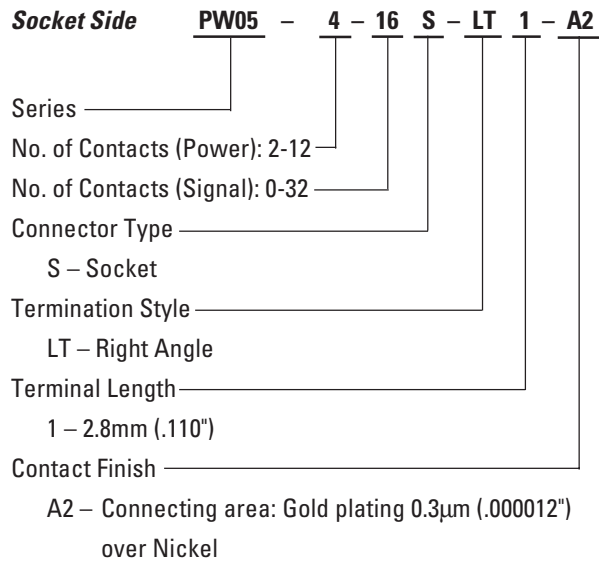 Socket Side PW05 – 4 – 16 S – LT 1 – A2
Series
No. of Contacts (Power): 2-12
No. of Contacts (Signal): 0-32
Connector Type
S – Socket
Termination Style
LT – Right Angle
Terminal Length
1 – 2.8mm (.110")
Contact Finish
A2 – Connecting area: Gold plating 0.3µm (.000012")
over Nickel